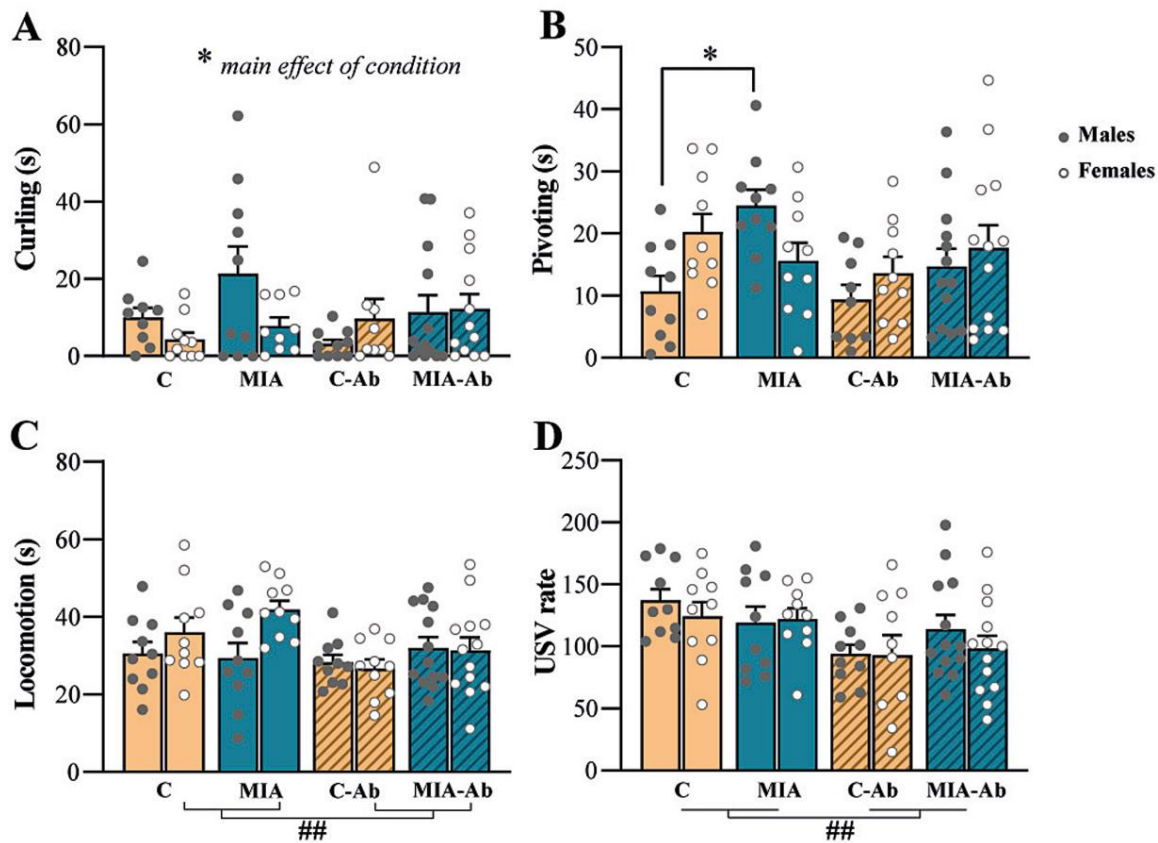 A
80
60
40
20
0
Curling (s)
* main effect of condition
C MIA C-Ab MIA-Ab
B
50
40
30
20
10
0
Pivoting (s)
*
C MIA C-Ab MIA-Ab
Males
Females
C
80
60
40
20
0
Locomotion (s)
C MIA C-Ab MIA-Ab
##
D
250
200
150
100
50
0
USV rate
C MIA C-Ab MIA-Ab
##